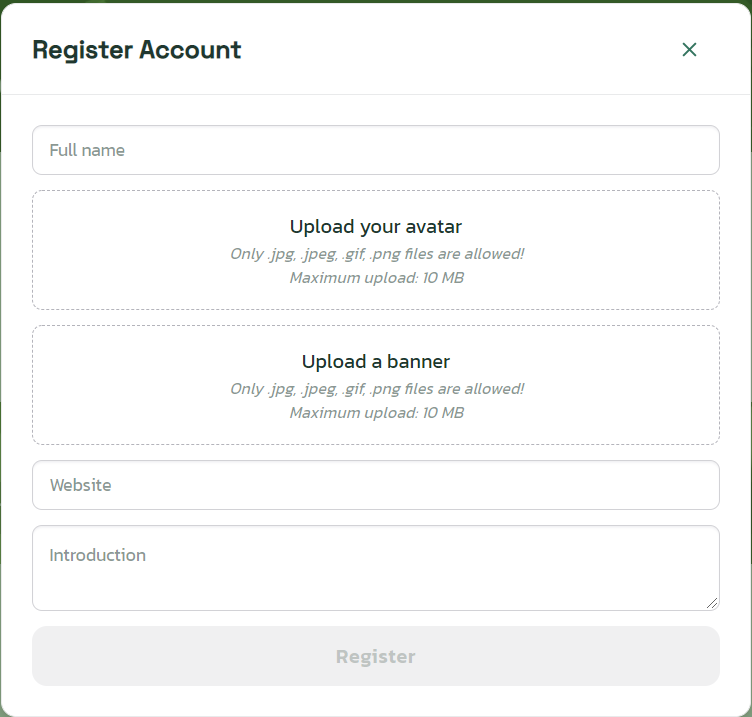 Register Account
Full name
Upload your avatar
Only .jpg, .jpeg, .gif, .png files are allowed!
Maximum upload: 10 MB
Upload a banner
Only .jpg, .jpeg, .gif, .png files are allowed!
Maximum upload: 10 MB
Website
Introduction
Register